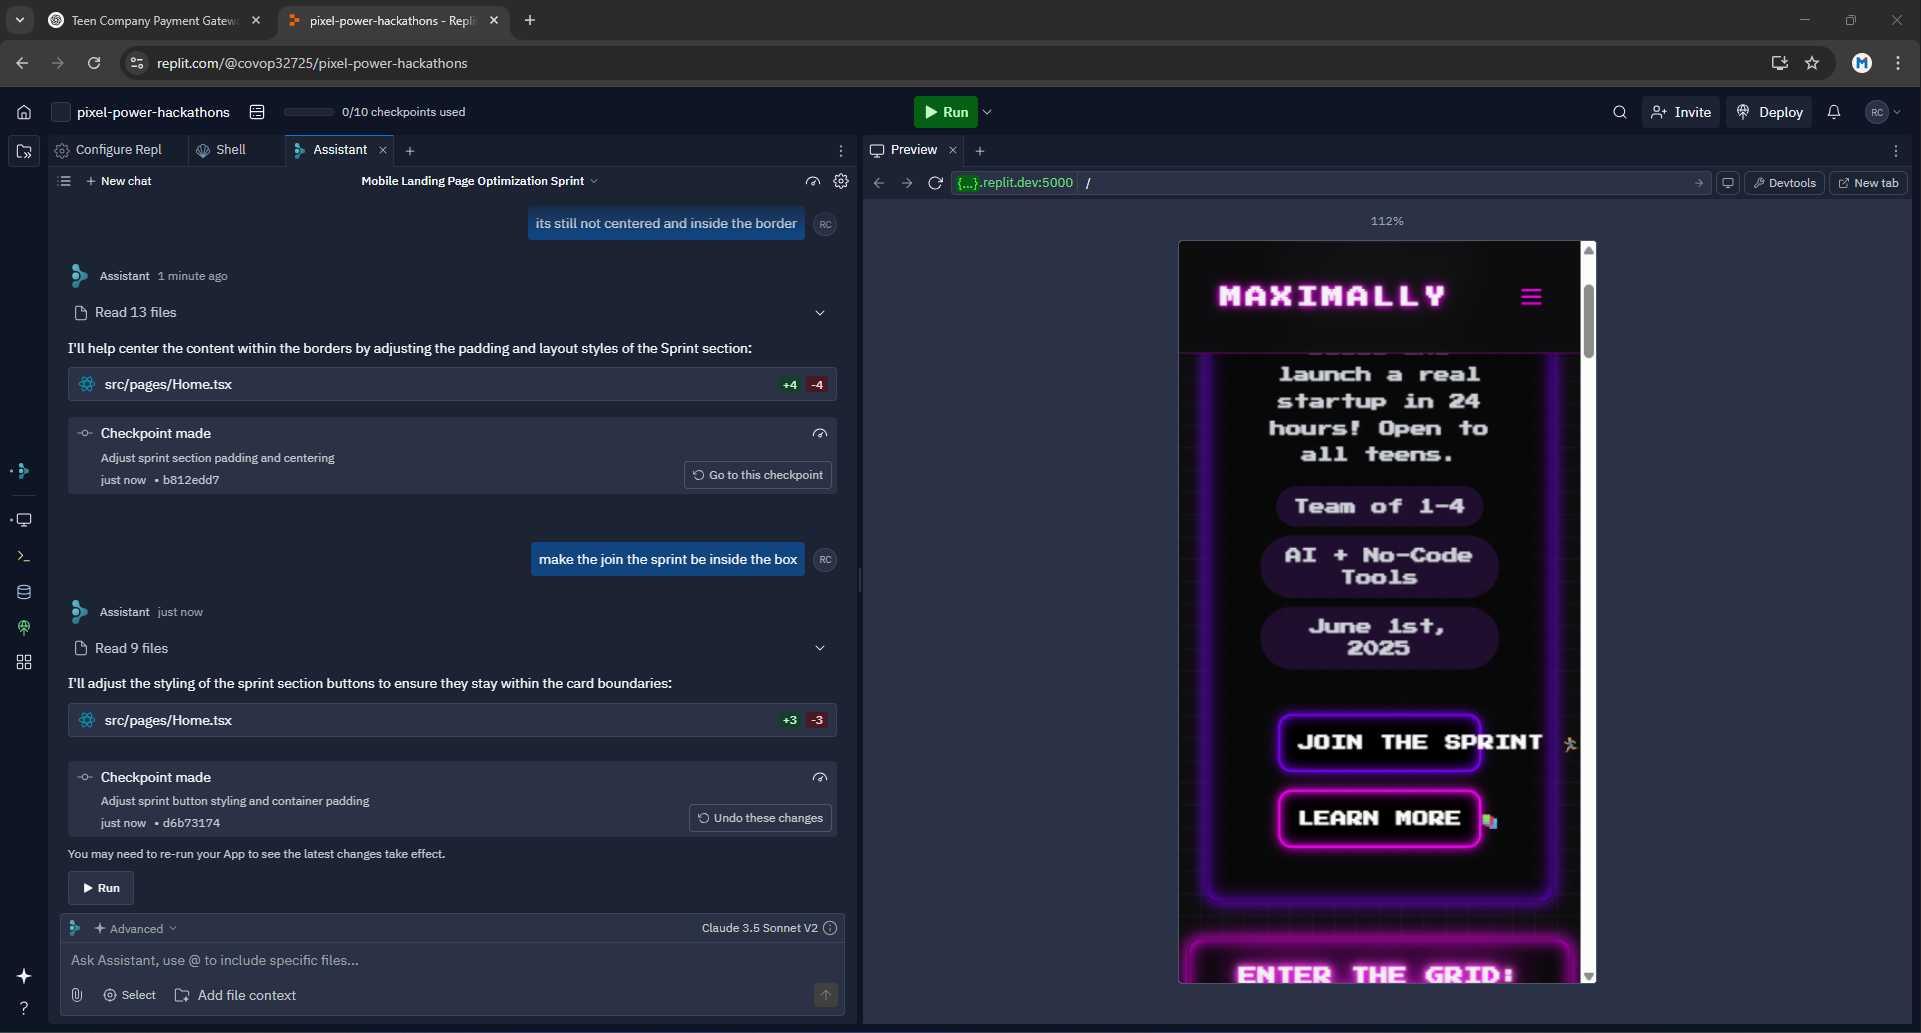 Teen Company Payment Gatew
pixel-power-hackathons - Repli
replit.com/@covop32725/pixel-power-hackathons
M
pixel-power-hackathons
0/10 checkpoints used
Run
Invite
Deploy
RC
Configure Repl
Shell
Assistant
Preview
New chat
Mobile Landing Page Optimization Sprint
{...}.replit.dev:5000 /
Devtools
New tab
its still not centered and inside the border
RC
Assistant 1 minute ago
Read 13 files
I'll help center the content within the borders by adjusting the padding and layout styles of the Sprint section:
src/pages/Home.tsx
+4 -4
Checkpoint made
Adjust sprint section padding and centering
just now • b812edd7
Go to this checkpoint
make the join the sprint be inside the box
RC
Assistant just now
Read 9 files
I'll adjust the styling of the sprint section buttons to ensure they stay within the card boundaries:
src/pages/Home.tsx
+3 -3
Checkpoint made
Adjust sprint button styling and container padding
just now • d6b73174
Undo these changes
You may need to re-run your App to see the latest changes take effect.
Run
Advanced
Claude 3.5 Sonnet V2
Ask Assistant, use @ to include specific files...
Select
Add file context
?
112%
MAXIMALLY
launch a real
startup in 24
hours! Open to
all teens.
Team of 1-4
AI + No-Code
Tools
June 1st,
2025
JOIN THE SPRINT 🏃
LEARN MORE 📚
ENTER THE GRID: